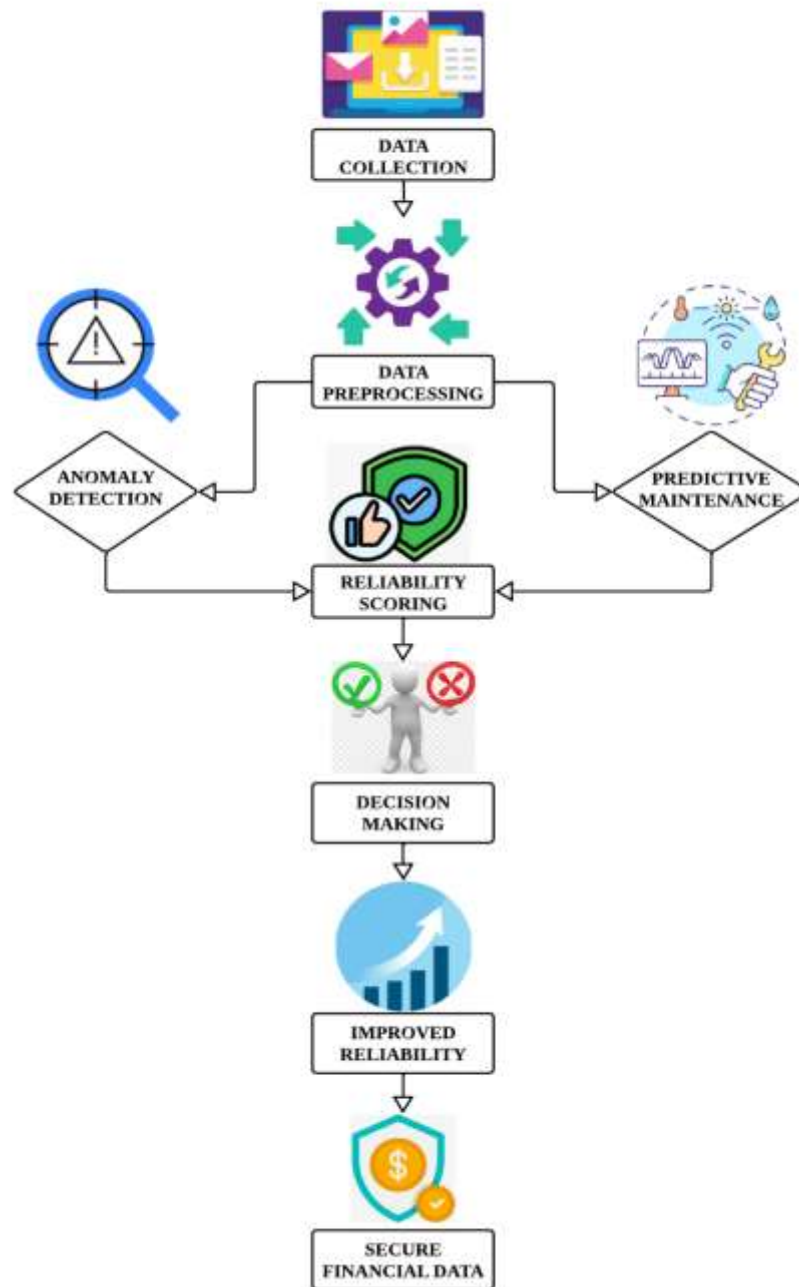 DATA
COLLECTION
DATA
PREPROCESSING
ANOMALY
DETECTION
PREDICTIVE
MAINTENANCE
RELIABILITY
SCORING
DECISION
MAKING
IMPROVED
RELIABILITY
$
SECURE
FINANCIAL DATA